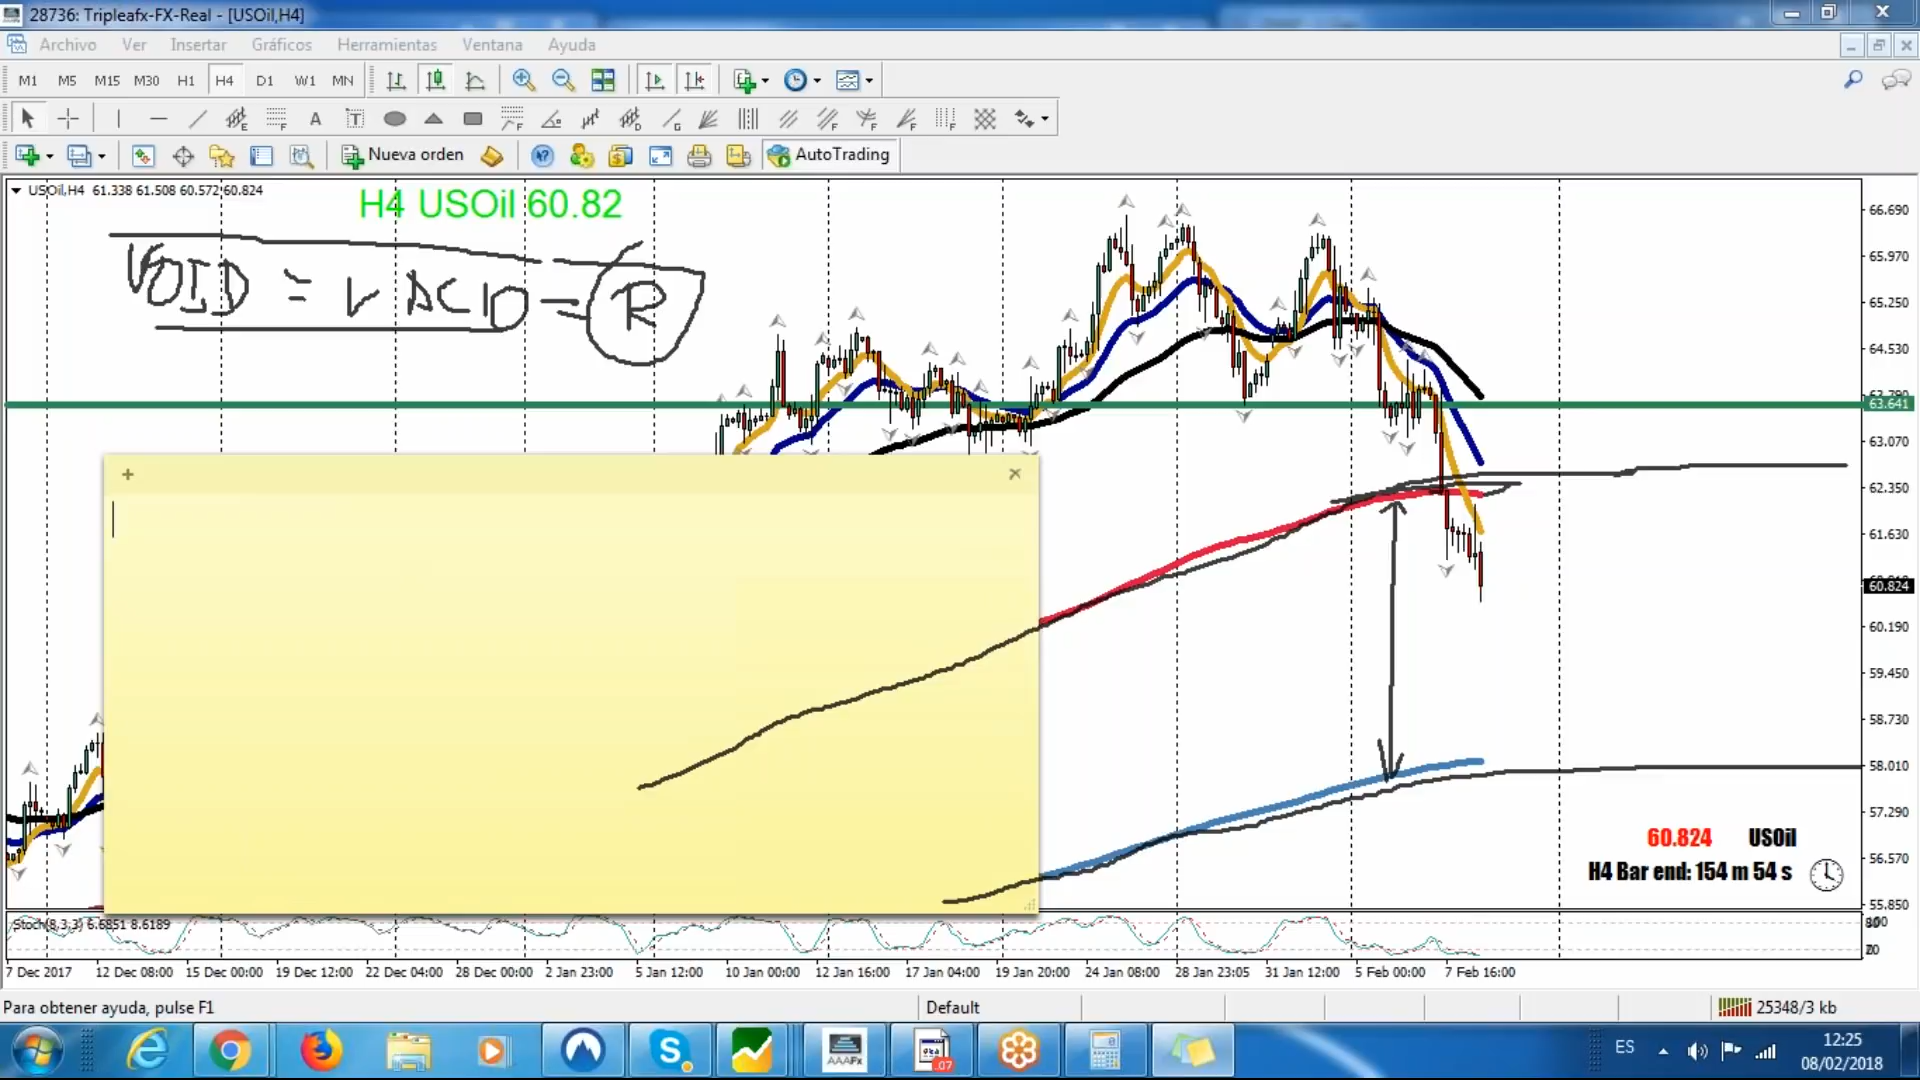 28736: Tripleafx-FX-Real - [USOil,H4]
Archivo Ver Insertar Gráficos Herramientas Ventana Ayuda
M1 M5 M15 M30 H1 H4 D1 W1 MN
Nueva orden AutoTrading
USOil,H4 61.338 61.508 60.572 60.824
H4 USOil 60.82
VOID = VACIO = R
66.690
65.970
65.250
64.530
63.641
63.070
62.350
61.630
60.824
60.190
59.450
58.730
58.010
57.290
56.570
55.850
60.824 USOil
H4 Bar end: 154 m 54 s
Stoch(8,3,3) 6.6851 8.6189
7 Dec 2017 12 Dec 08:00 15 Dec 00:00 19 Dec 12:00 22 Dec 04:00 28 Dec 00:00 2 Jan 23:00 5 Jan 12:00 10 Jan 00:00 12 Jan 16:00 17 Jan 04:00 19 Jan 20:00 24 Jan 08:00 28 Jan 23:05 31 Jan 12:00 5 Feb 00:00 7 Feb 16:00
Para obtener ayuda, pulse F1 Default 25348/3 kb
AAAFx
.07
ES
12:25
08/02/2018